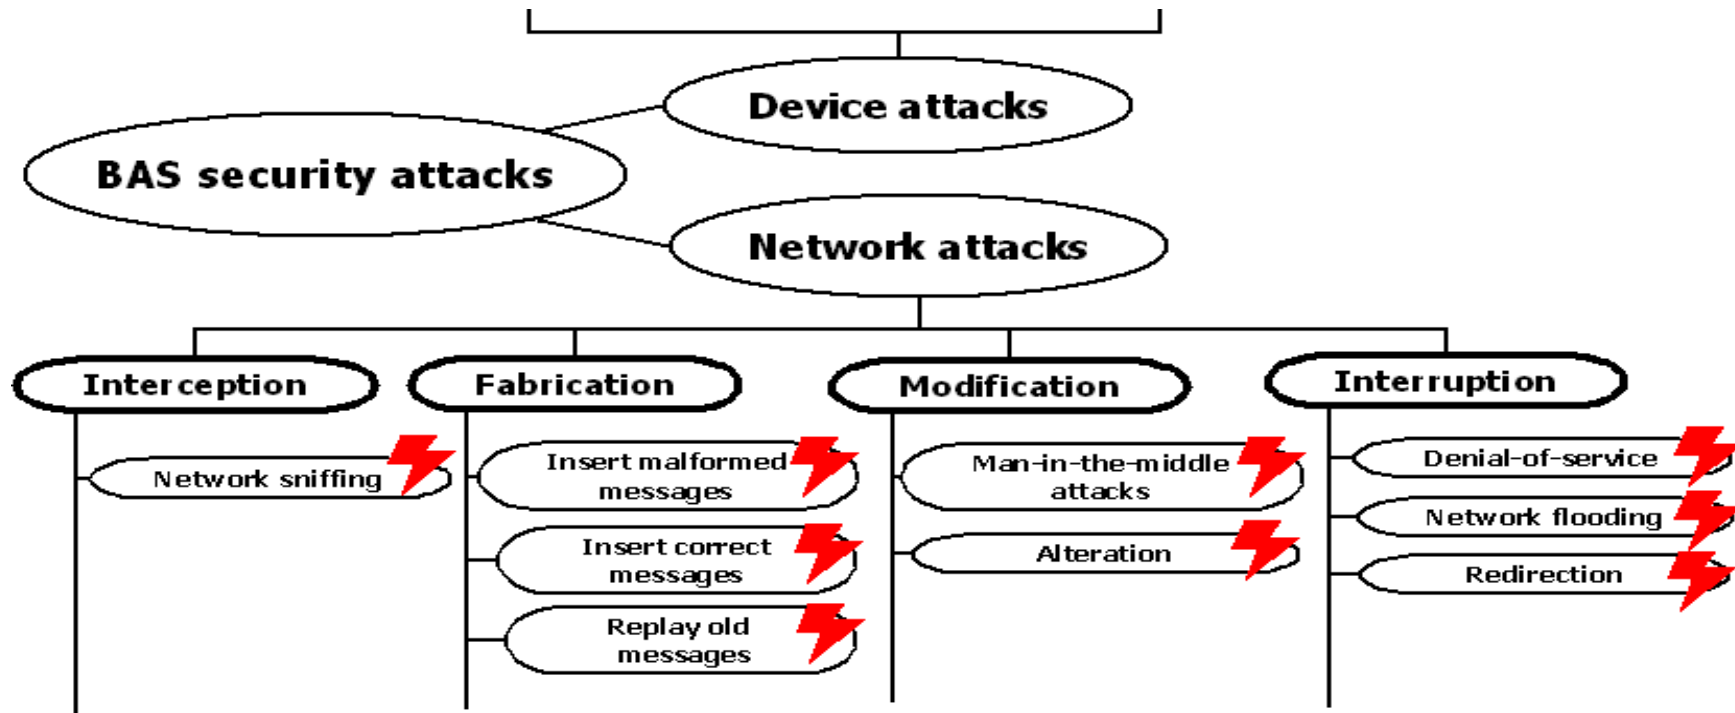 Device attacks
BAS security attacks
Network attacks
Interception
Fabrication
Modification
Interruption
Network sniffing
Insert malformed
messages
Insert correct
messages
Replay old
messages
Man-in-the-middle
attacks
Alteration
Denial-of-service
Network flooding
Redirection